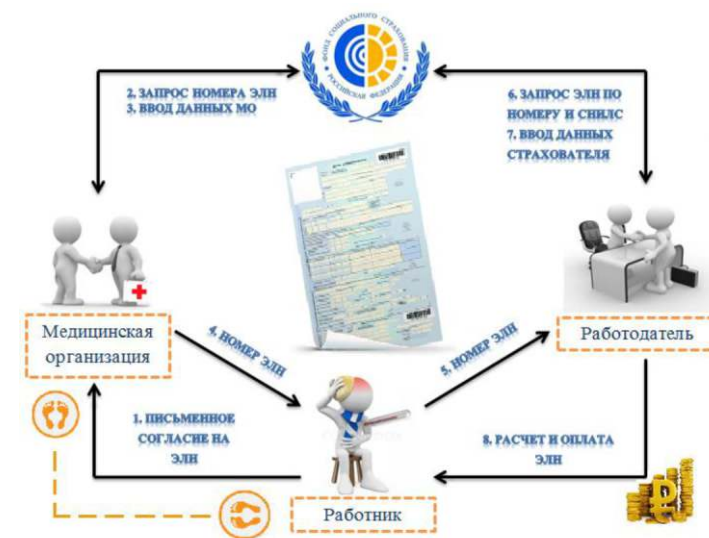 ФОНД СОЦИАЛЬНОГО СТРАХОВАНИЯ
РОССИЙСКАЯ ФЕДЕРАЦИЯ
2. ЗАПРОС НОМЕРА ЭЛН
3. ВВОД ДАННЫХ МО
6. ЗАПРОС ЭЛН ПО
НОМЕРУ И СНИЛС
7. ВВОД ДАННЫХ
СТРАХОВАТЕЛЯ
Медицинская
организация
4. НОМЕР ЭЛН
5. НОМЕР ЭЛН
Работодатель
1. ПИСЬМЕННОЕ
СОГЛАСИЕ НА
ЭЛН
8. РАСЧЕТ И ОПЛАТА
ЭЛН
Работник